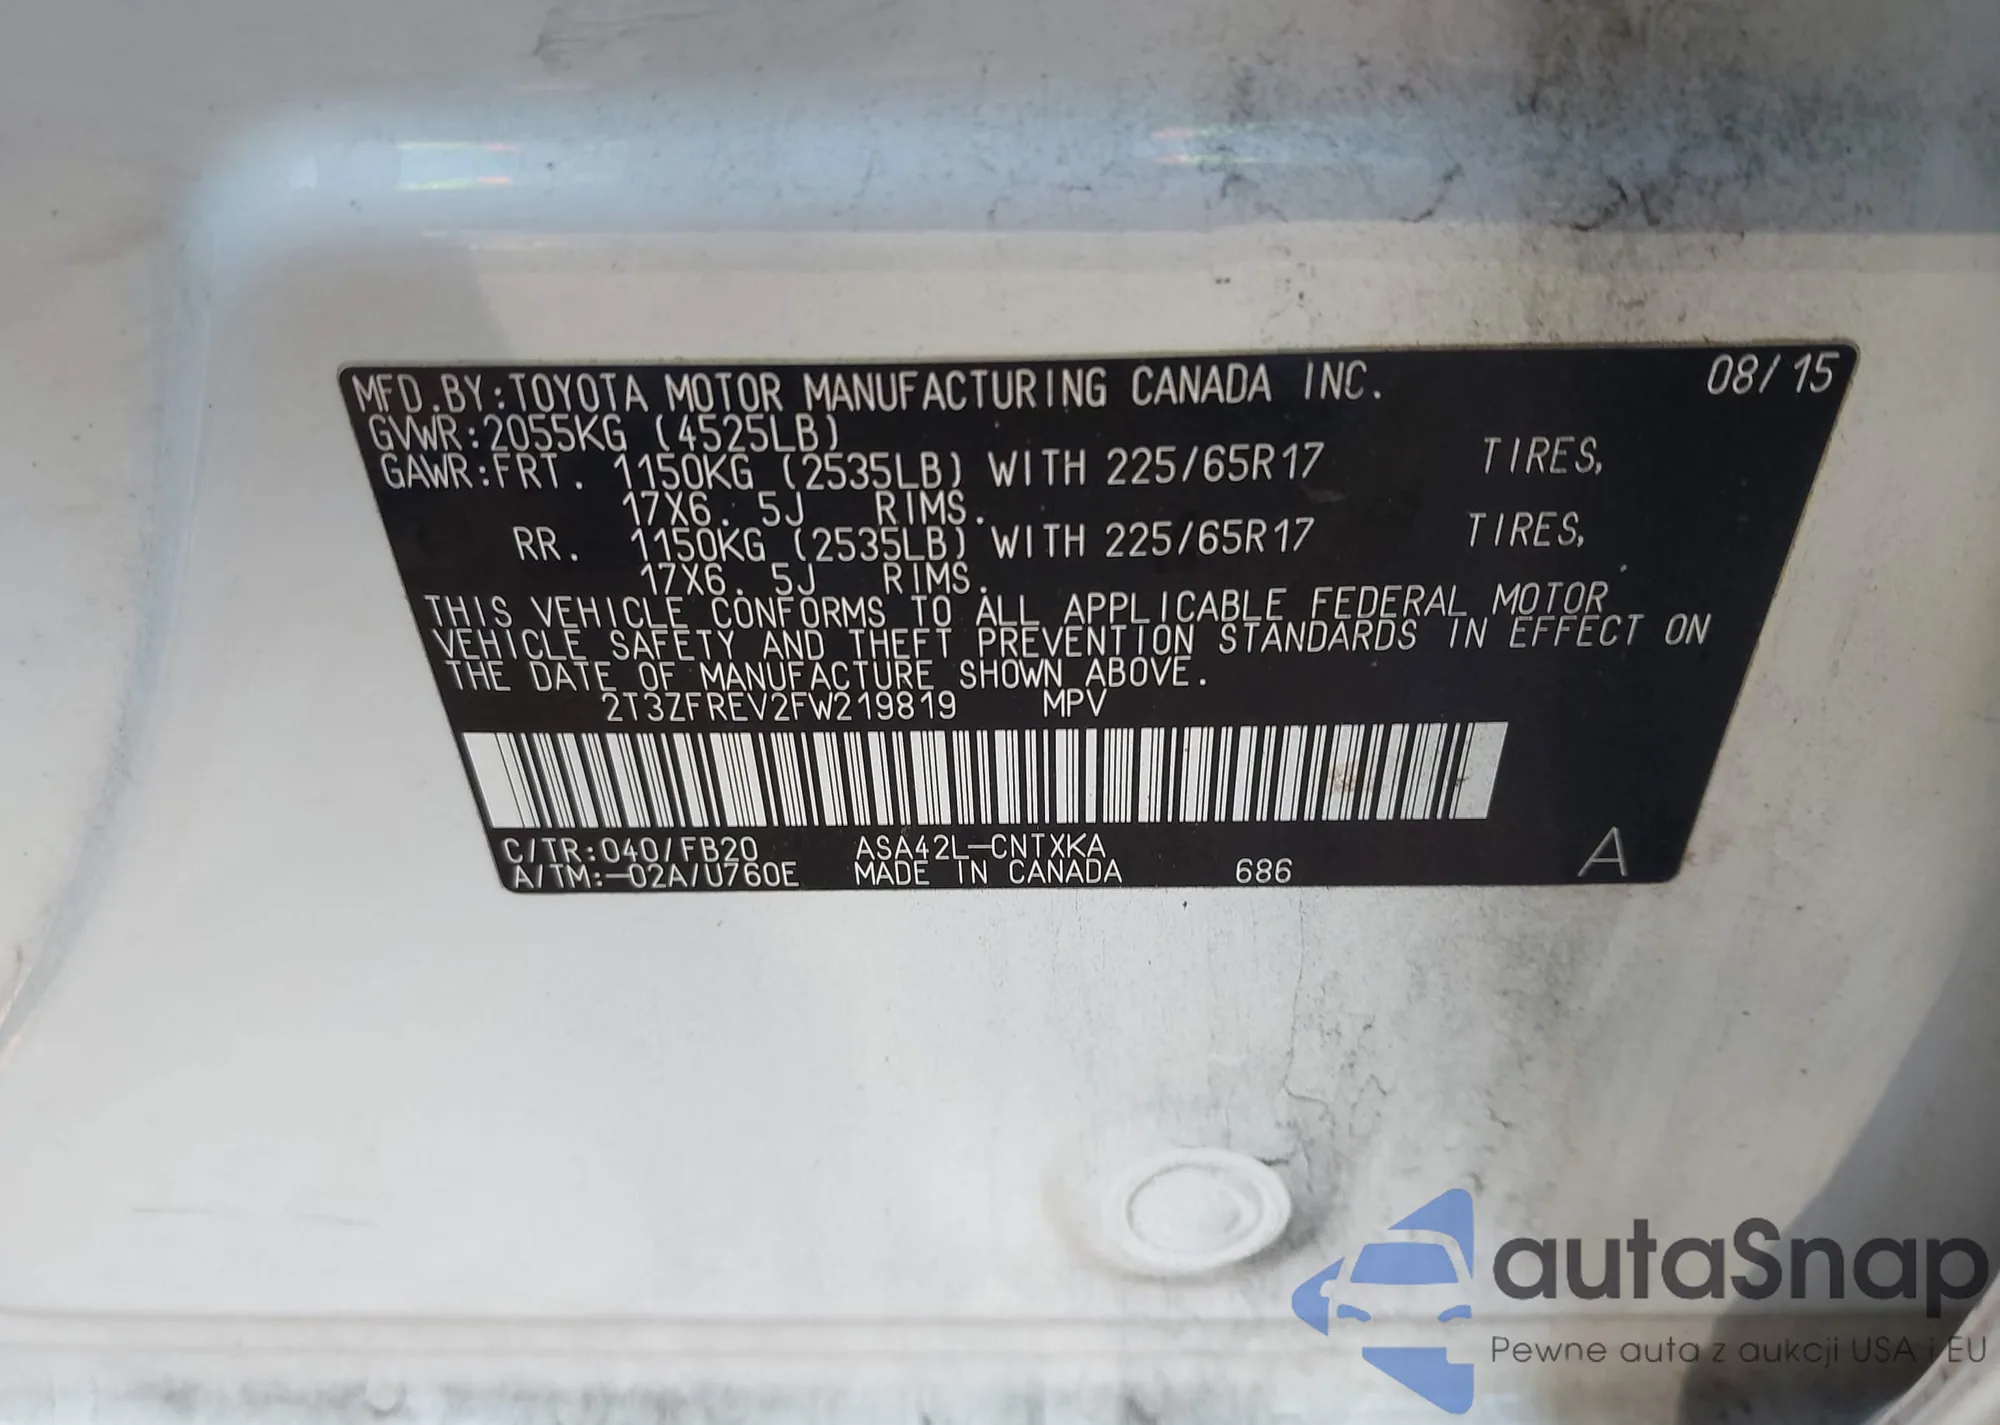 MFD.BY:TOYOTA MOTOR MANUFACTURING CANADA INC. 08/15
GVWR:2055KG (4525LB)
GAWR:FRT. 1150KG (2535LB) WITH 225/65R17 TIRES,
17X6.5J RIMS.
RR. 1150KG (2535LB) WITH 225/65R17 TIRES,
17X6.5J RIMS.
THIS VEHICLE CONFORMS TO ALL APPLICABLE FEDERAL MOTOR
VEHICLE SAFETY AND THEFT PREVENTION STANDARDS IN EFFECT ON
THE DATE OF MANUFACTURE SHOWN ABOVE.
2T3ZFREV2FW219819 MPV
C/TR:040/FB20 ASA42L-CNTXKA
A/TM:-02A/U760E MADE IN CANADA 686 A
autaSnap
Pewne auta z aukcji USA i EU